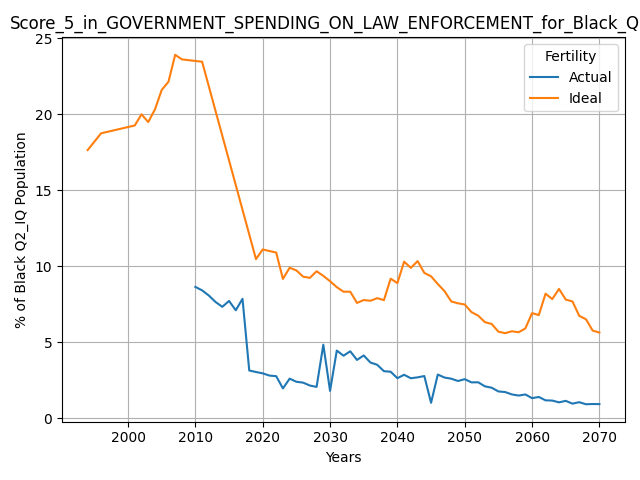 Score_5_in_GOVERNMENT_SPENDING_ON_LAW_ENFORCEMENT_for_Black_Q
25
20
15
10
5
0
% of Black Q2_IQ Population
Fertility
Actual
Ideal
2000 2010 2020 2030 2040 2050 2060 2070
Years